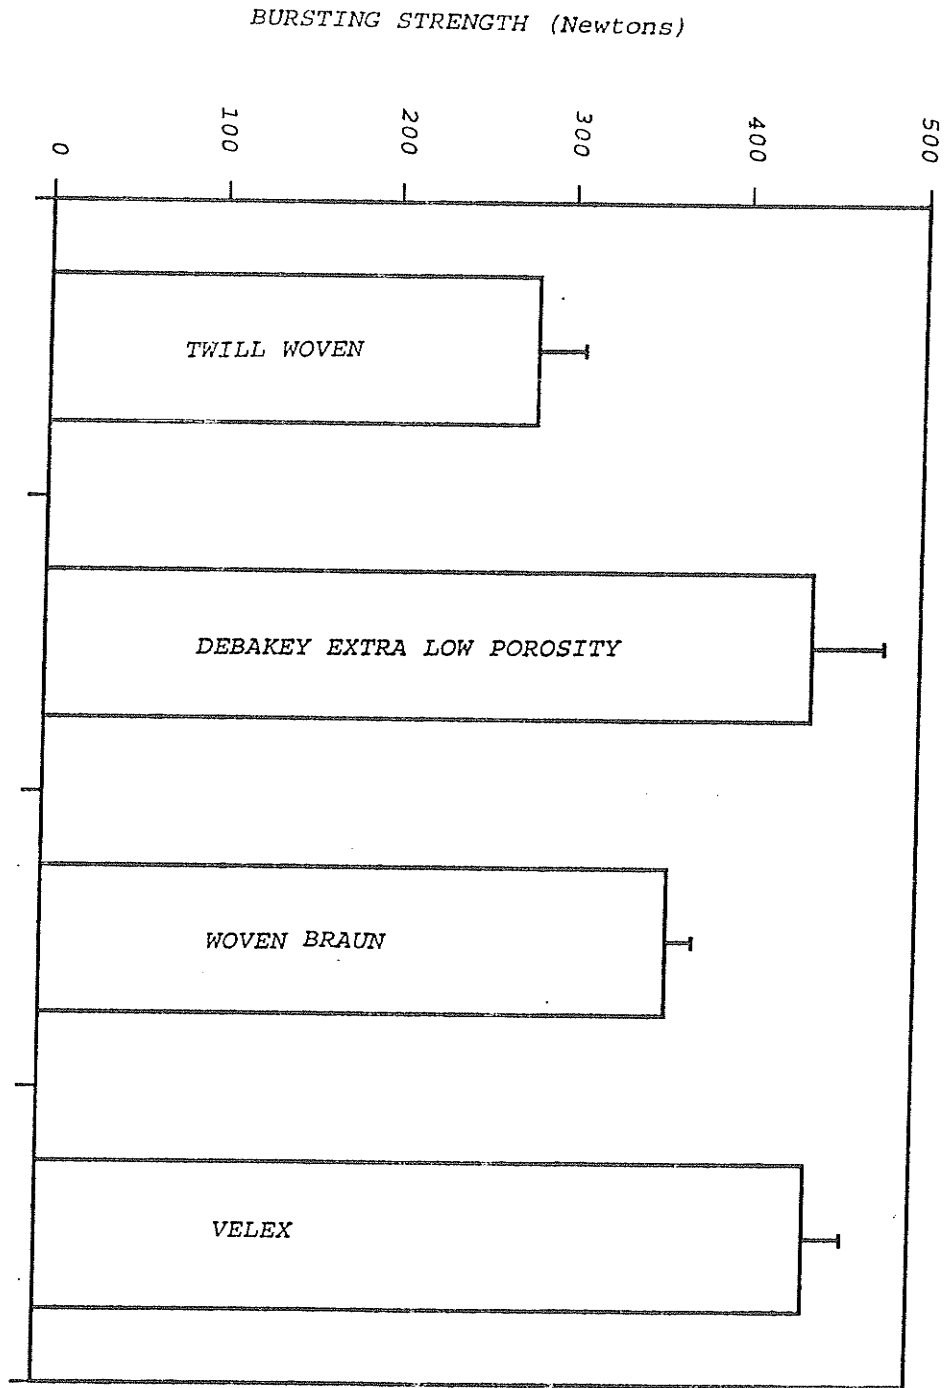 BURSTING STRENGTH (Newtons)
0
100
200
300
400
500
TWILL WOVEN
DEBAKEY EXTRA LOW POROSITY
WOVEN BRAUN
VELEX